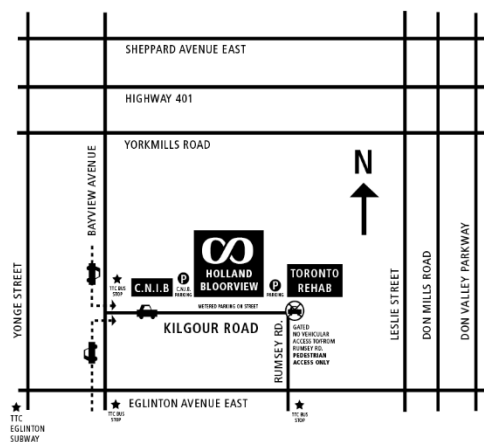 SHEPPARD AVENUE EAST
HIGHWAY 401
YORKMILLS ROAD
N
YONGE STREET
BAYVIEW AVENUE
LESLIE STREET
DON MILLS ROAD
DON VALLEY PARKWAY
TTC BUS
STOP
C.N.I.B
P
C.N.I.B.
PARKING
HOLLAND
BLOORVIEW
P
PARKING
TORONTO
REHAB
METERED PARKING ON STREET
KILGOUR ROAD
RUMSEY RD.
GATED
NO VEHICULAR
ACCESS TO/FROM
RUMSEY RD.
PEDESTRIAN
ACCESS ONLY
EGLINTON AVENUE EAST
TTC
EGLINTON
SUBWAY
TTC BUS
STOP
TTC BUS
STOP